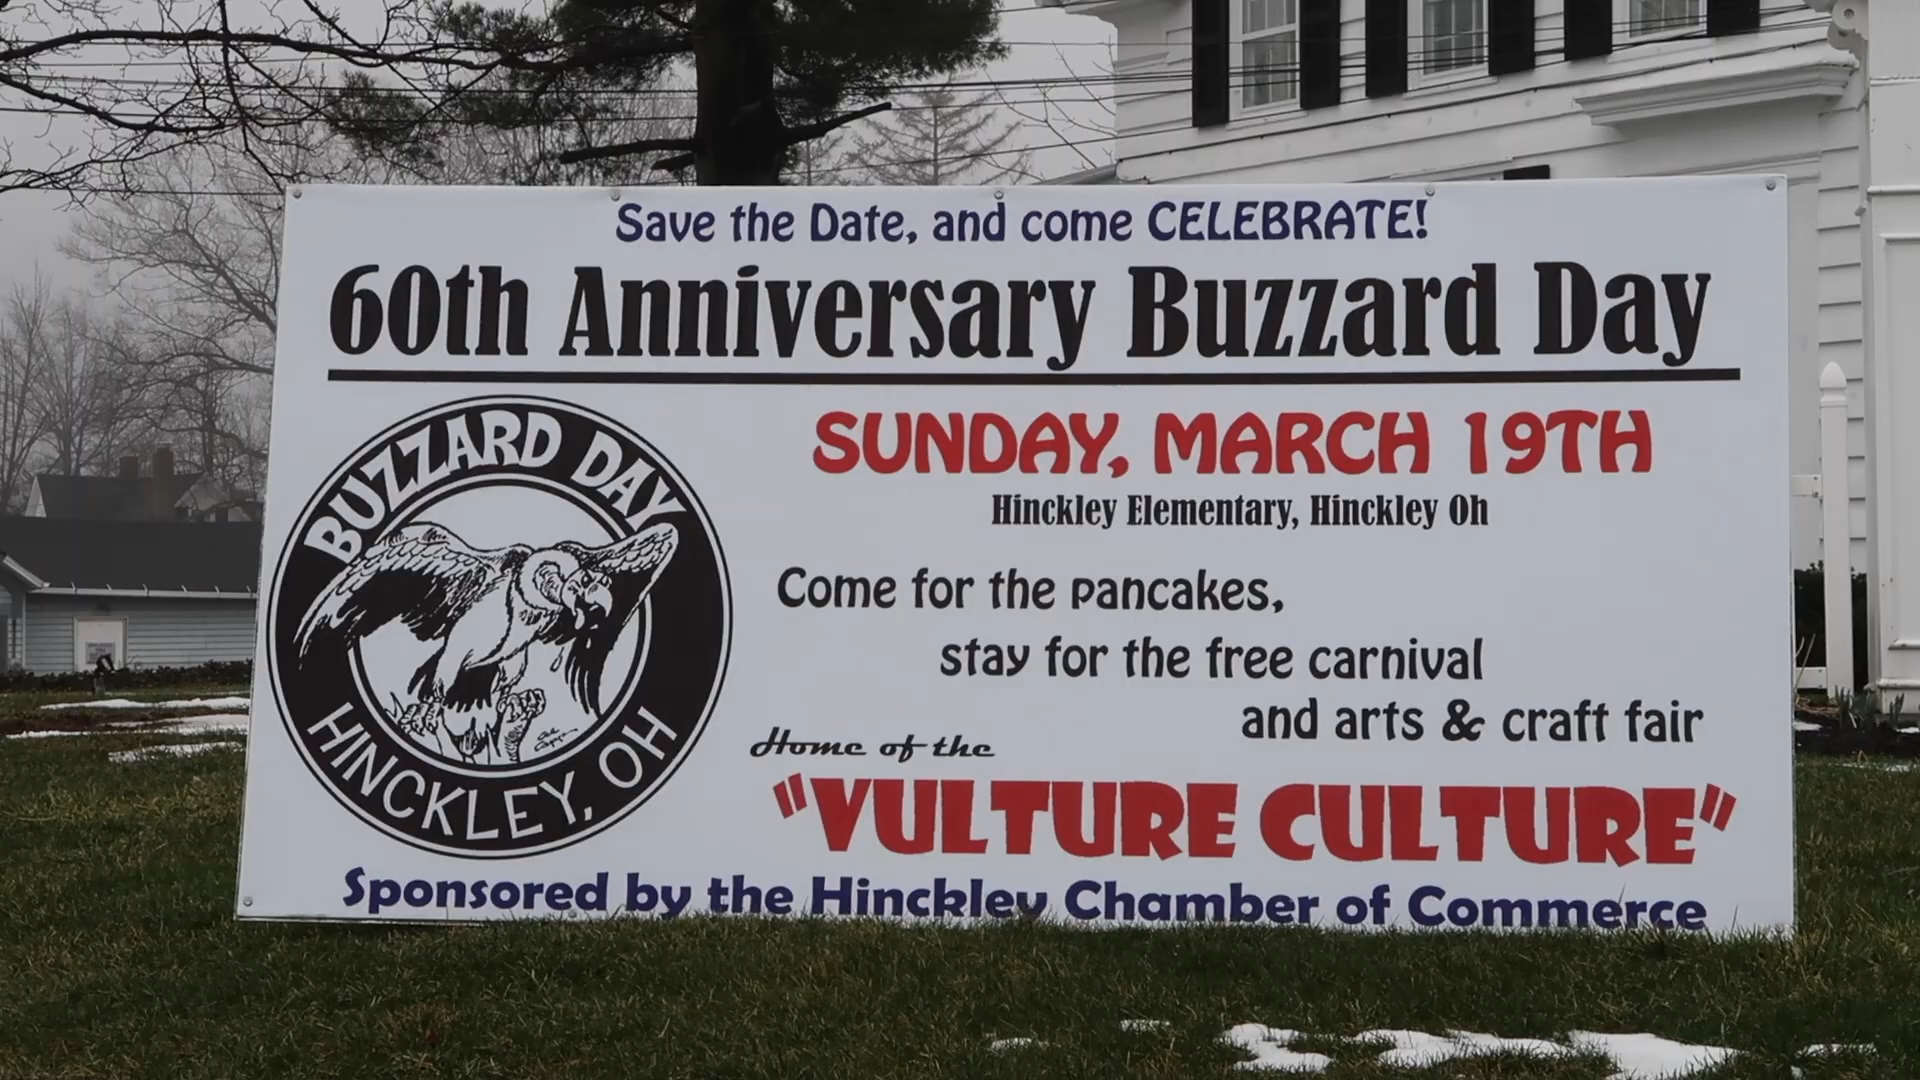 Save the Date, and come CELEBRATE!
60th Anniversary Buzzard Day
BUZZARD DAY
HINCKLEY, OH
SUNDAY, MARCH 19TH
Hinckley Elementary, Hinckley Oh
Come for the pancakes,
stay for the free carnival
and arts & craft fair
Home of the
"VULTURE CULTURE"
Sponsored by the Hinckley Chamber of Commerce